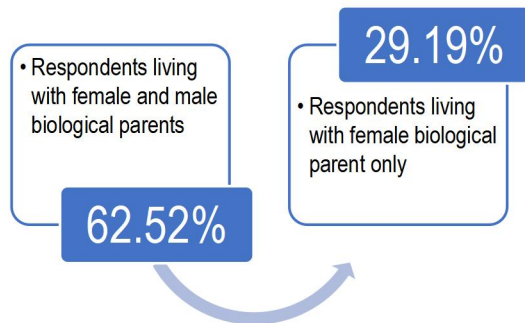 • Respondents living
with female and male
biological parents
62.52%
29.19%
• Respondents living
with female biological
parent only